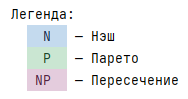 Легенда:
N – Нэш
P – Парето
NP – Пересечение